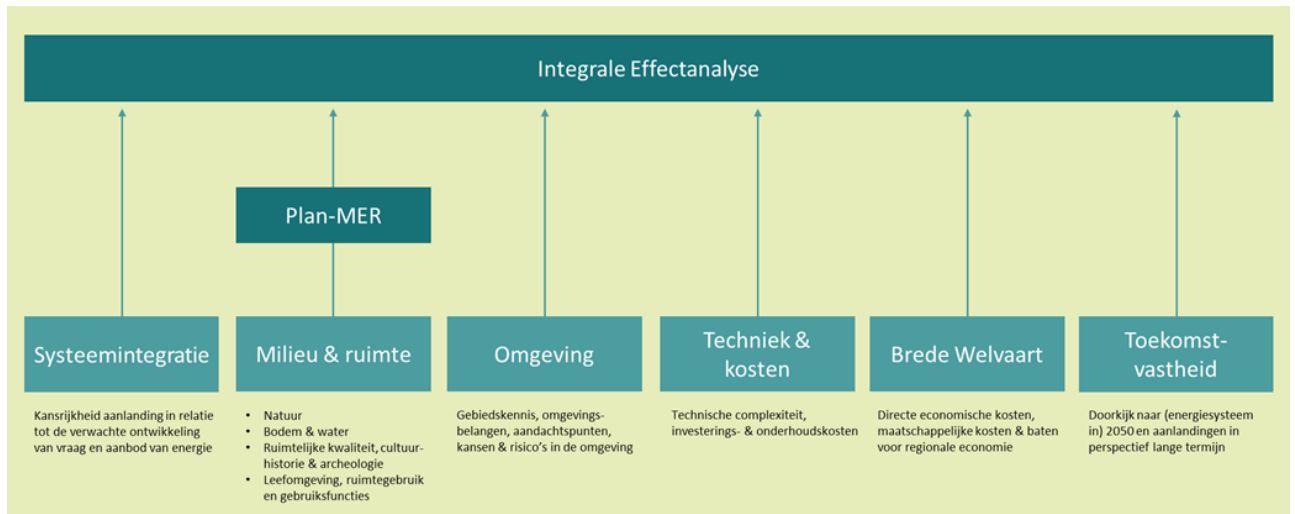 Integrale Effectanalyse
Plan-MER
Systeemintegratie
Kansrijkheid aanlanding in relatie
tot de verwachte ontwikkeling
van vraag en aanbod van energie
Milieu & ruimte
• Natuur
• Bodem & water
• Ruimtelijke kwaliteit, cultuur-
historie & archeologie
• Leefomgeving, ruimtegebruik
en gebruiksfuncties
Omgeving
Gebiedskennis, omgevings-
belangen, aandachtspunten,
kansen & risico's in de omgeving
Techniek &
kosten
Technische complexiteit,
investerings- & onderhoudskosten
Brede Welvaart
Directe economische kosten,
maatschappelijke kosten & baten
voor regionale economie
Toekomst-
vastheid
Doorkijk naar (energiesysteem
in) 2050 en aanlandingen in
perspectief lange termijn